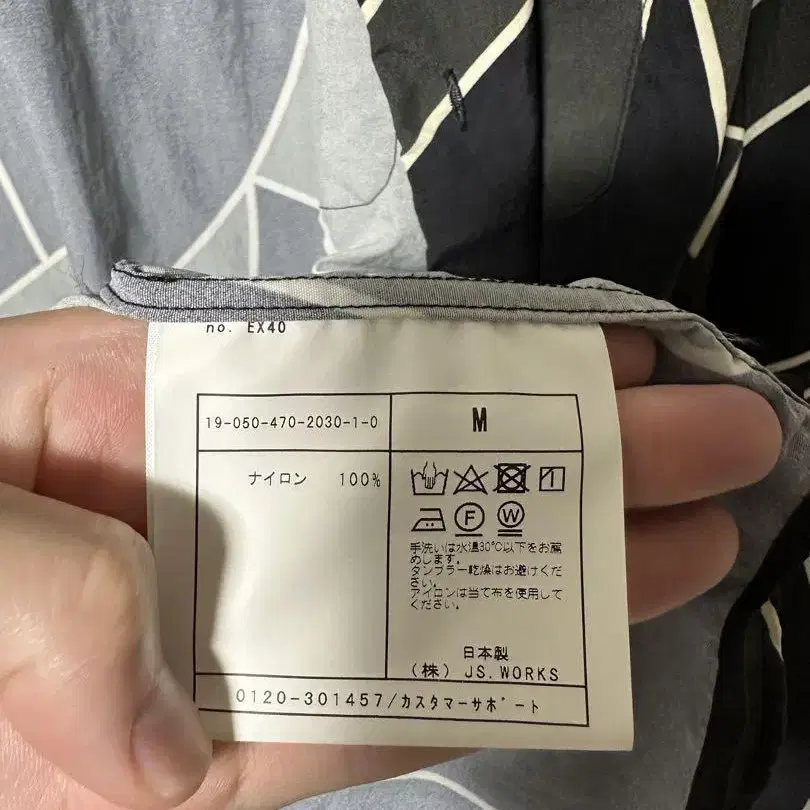 no. EX40
19-050-470-2030-1-0
M
ナイロン 100%
F W
手洗いは水温30℃以下をお薦
めします。
タンブラー乾燥はお避けくだ
さい。
アイロンは当て布を使用して
ください。
日本製
(株) JS.WORKS
0120-301457/カスタマーサポート